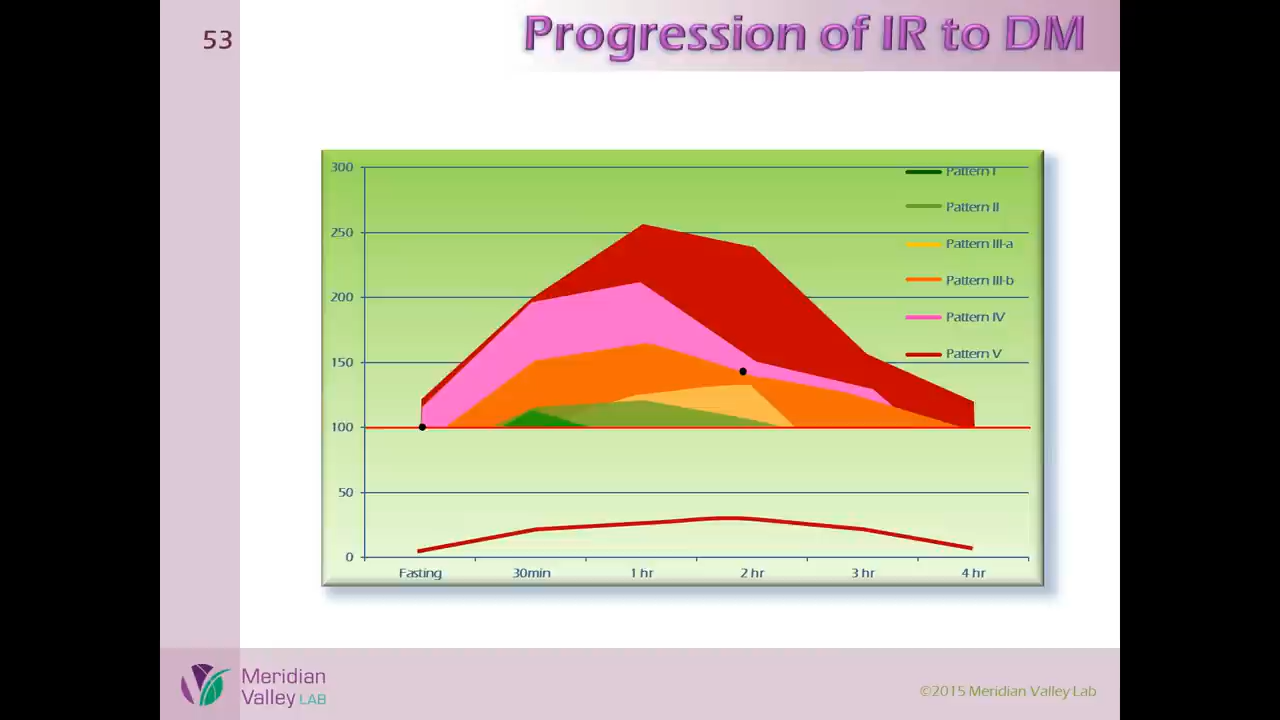 53
Progression of IR to DM
300
250
200
150
100
50
0
Pattern I
Pattern II
Pattern III-a
Pattern III-b
Pattern IV
Pattern V
Fasting 30min 1 hr 2 hr 3 hr 4 hr
Meridian
Valley LAB
©2015 Meridian Valley Lab